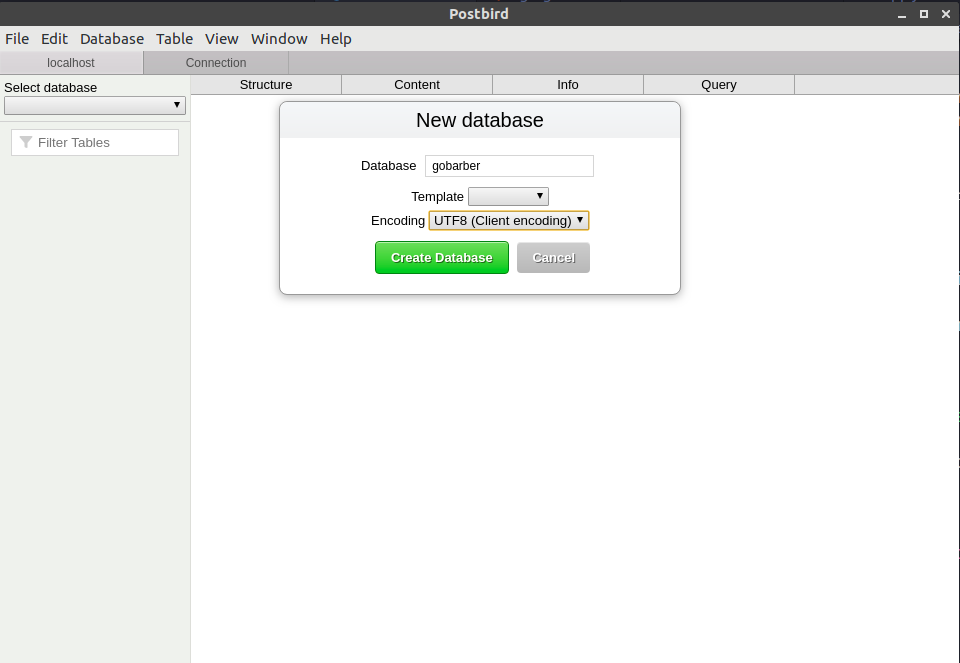 Postbird
File Edit Database Table View Window Help
localhost Connection
Select database
Filter Tables
Structure Content Info Query
New database
Database gobarber
Template
Encoding UTF8 (Client encoding)
Create Database Cancel